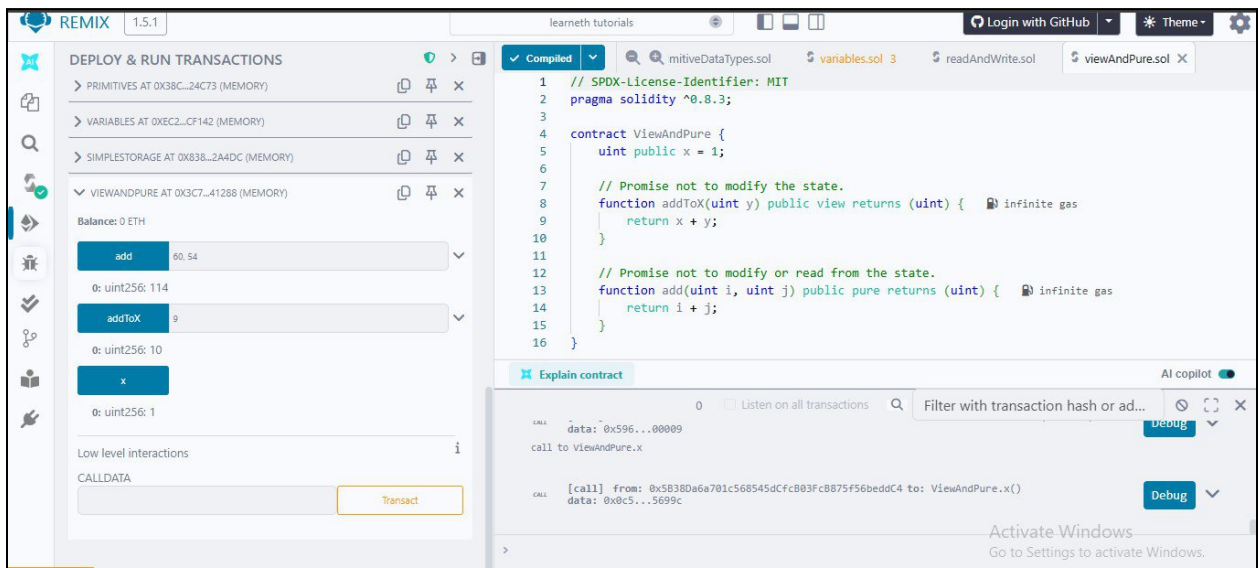 REMIX 1.5.1 learneth tutorials Login with GitHub Theme
AI
DEPLOY & RUN TRANSACTIONS
PRIMITIVES AT 0X38C...24C73 (MEMORY)
VARIABLES AT 0XEC2...CF142 (MEMORY)
SIMPLESTORAGE AT 0X838...2A4DC (MEMORY)
VIEWANDPURE AT 0X3C7...41288 (MEMORY)
Balance: 0 ETH
add 60, 54
0: uint256: 114
addToX 9
0: uint256: 10
x
0: uint256: 1
Low level interactions i
CALLDATA
Transact
Compiled mitiveDataTypes.sol variables.sol 3 readAndWrite.sol viewAndPure.sol
1 // SPDX-License-Identifier: MIT
2 pragma solidity ^0.8.3;
3
4 contract ViewAndPure {
5 uint public x = 1;
6
7 // Promise not to modify the state.
8 function addToX(uint y) public view returns (uint) { infinite gas
9 return x + y;
10 }
11
12 // Promise not to modify or read from the state.
13 function add(uint i, uint j) public pure returns (uint) { infinite gas
14 return i + j;
15 }
16 }
Explain contract AI copilot
0 Listen on all transactions Filter with transaction hash or ad...
CALL data: 0x596...00009 Debug
call to ViewAndPure.x
CALL [call] from: 0x5B38Da6a701c568545dCfcB03FcB875f56beddC4 to: ViewAndPure.x()
data: 0x0c5...5699c Debug
>
Activate Windows
Go to Settings to activate Windows.